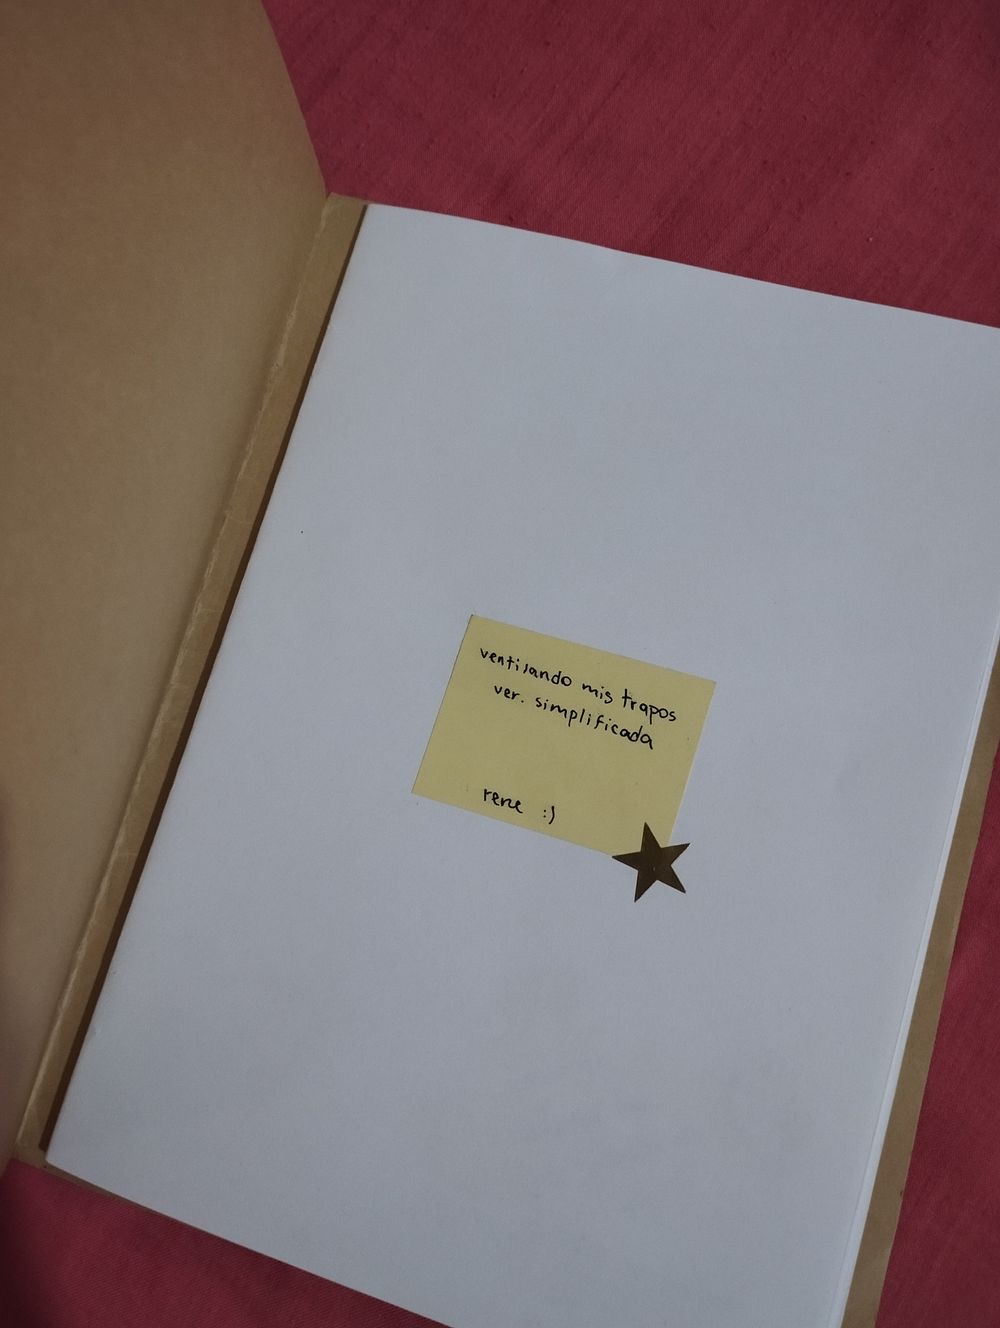 ventilando mis trapos
ver. simplificada
rene :)